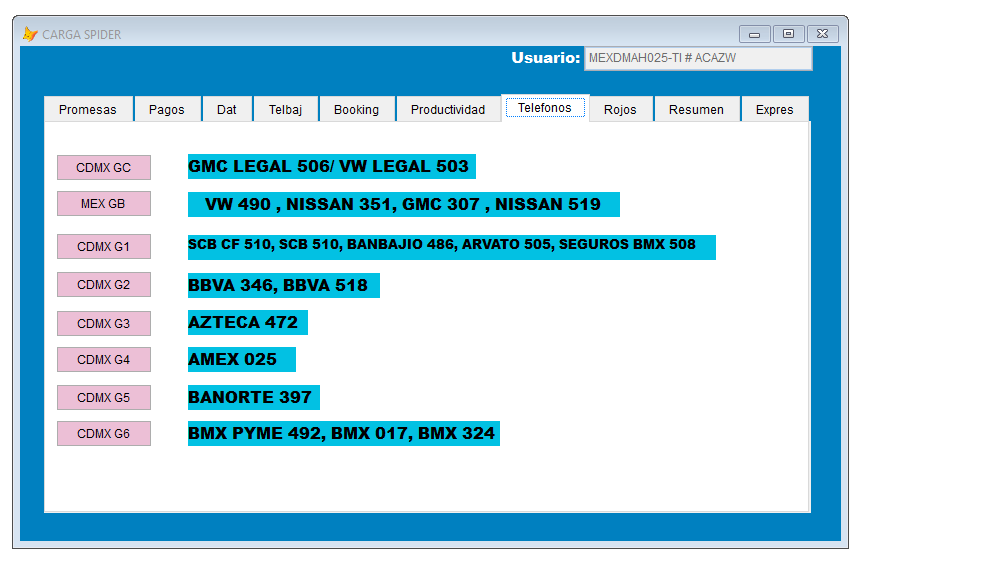 CARGA SPIDER
Usuario: MEXDMAH025-TI # ACAZW
Promesas Pagos Dat Telbaj Booking Productividad Telefonos Rojos Resumen Expres
CDMX GC GMC LEGAL 506/ VW LEGAL 503
MEX GB VW 490 , NISSAN 351, GMC 307 , NISSAN 519
CDMX G1 SCB CF 510, SCB 510, BANBAJIO 486, ARVATO 505, SEGUROS BMX 508
CDMX G2 BBVA 346, BBVA 518
CDMX G3 AZTECA 472
CDMX G4 AMEX 025
CDMX G5 BANORTE 397
CDMX G6 BMX PYME 492, BMX 017, BMX 324